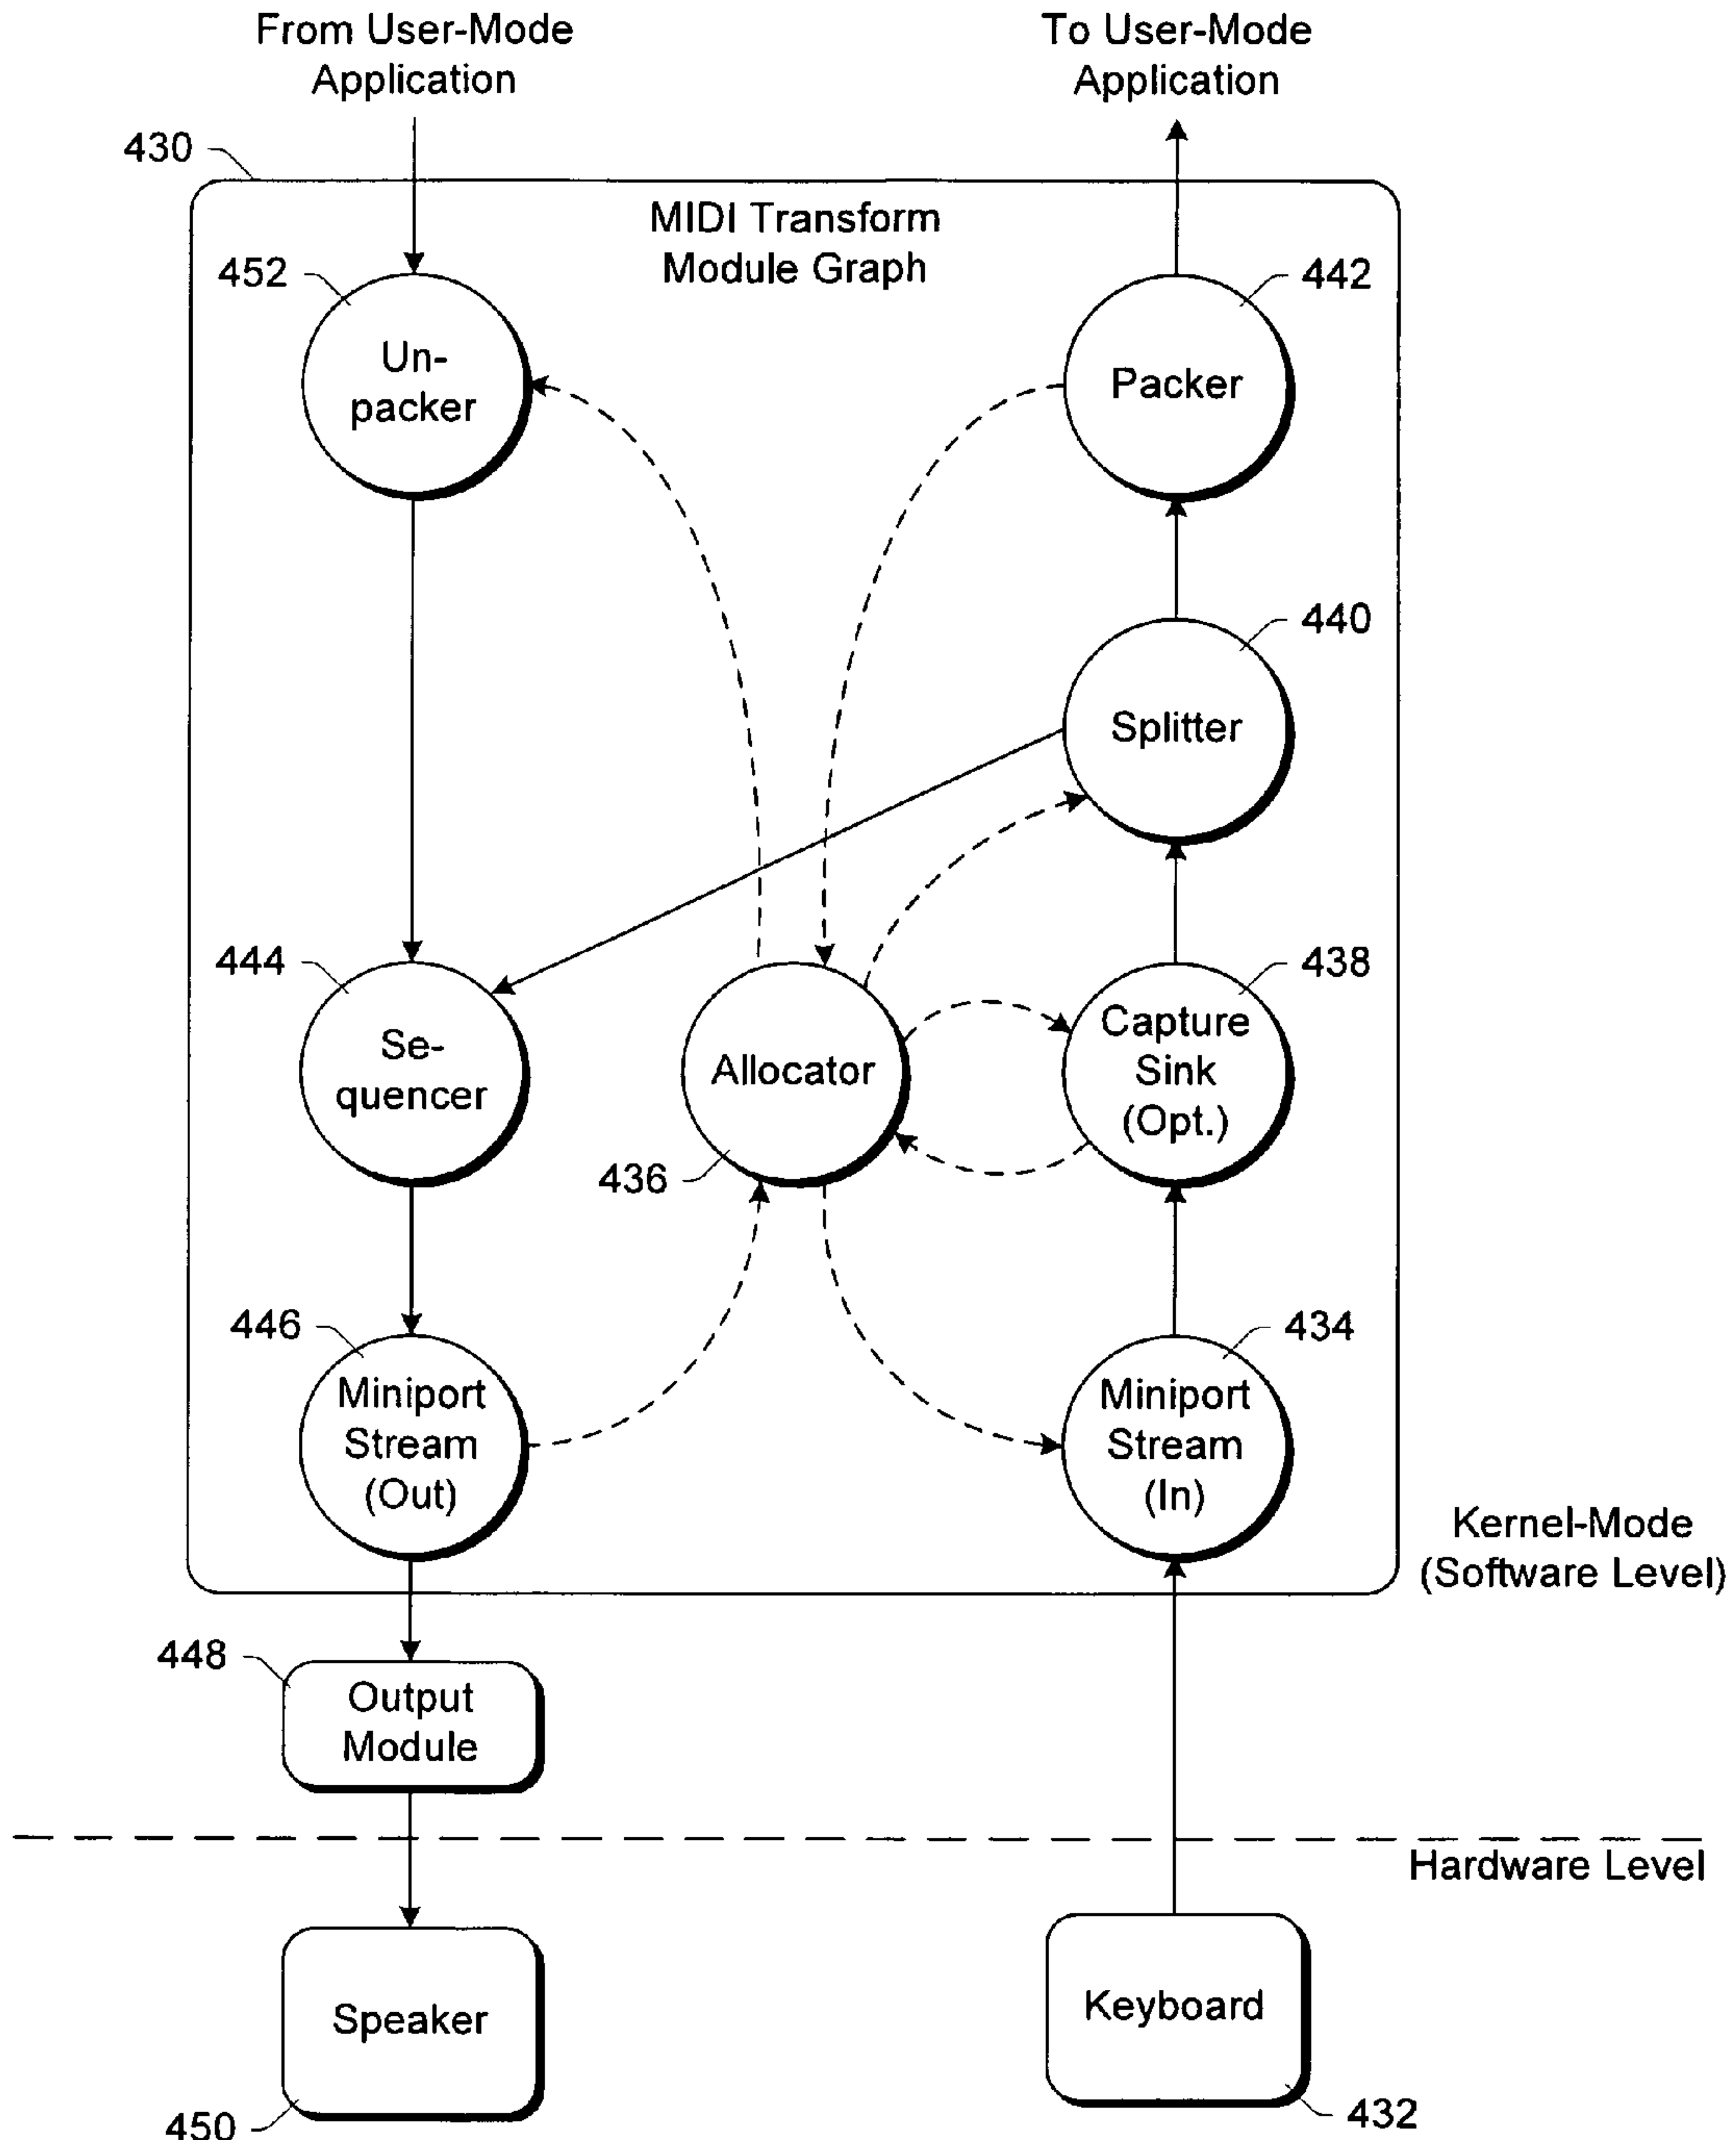 From User-Mode
Application
To User-Mode
Application
430
MIDI Transform
Module Graph
452
442
Un-
packer
Packer
440
Splitter
444
438
Se-
quencer
Allocator
Capture
Sink
(Opt.)
436
446
434
Miniport
Stream
(Out)
Miniport
Stream
(In)
Kernel-Mode
(Software Level)
448
Output
Module
Hardware Level
Speaker
Keyboard
450
432